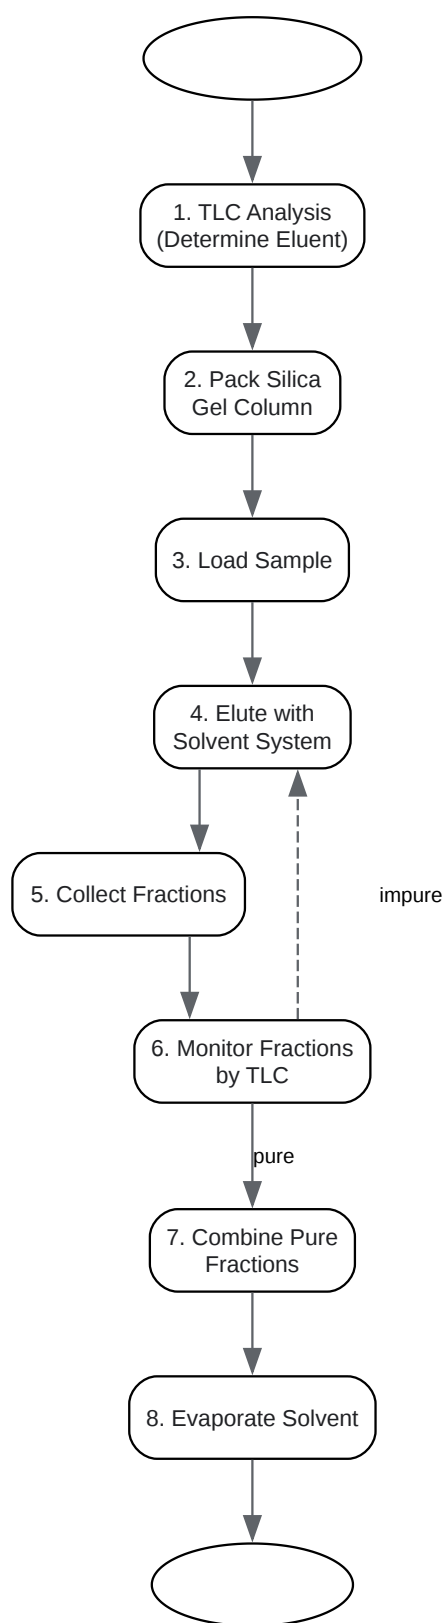 1. TLC Analysis
(Determine Eluent)
2. Pack Silica
Gel Column
3. Load Sample
4. Elute with
Solvent System
5. Collect Fractions
impure
6. Monitor Fractions
by TLC
pure
7. Combine Pure
Fractions
8. Evaporate Solvent